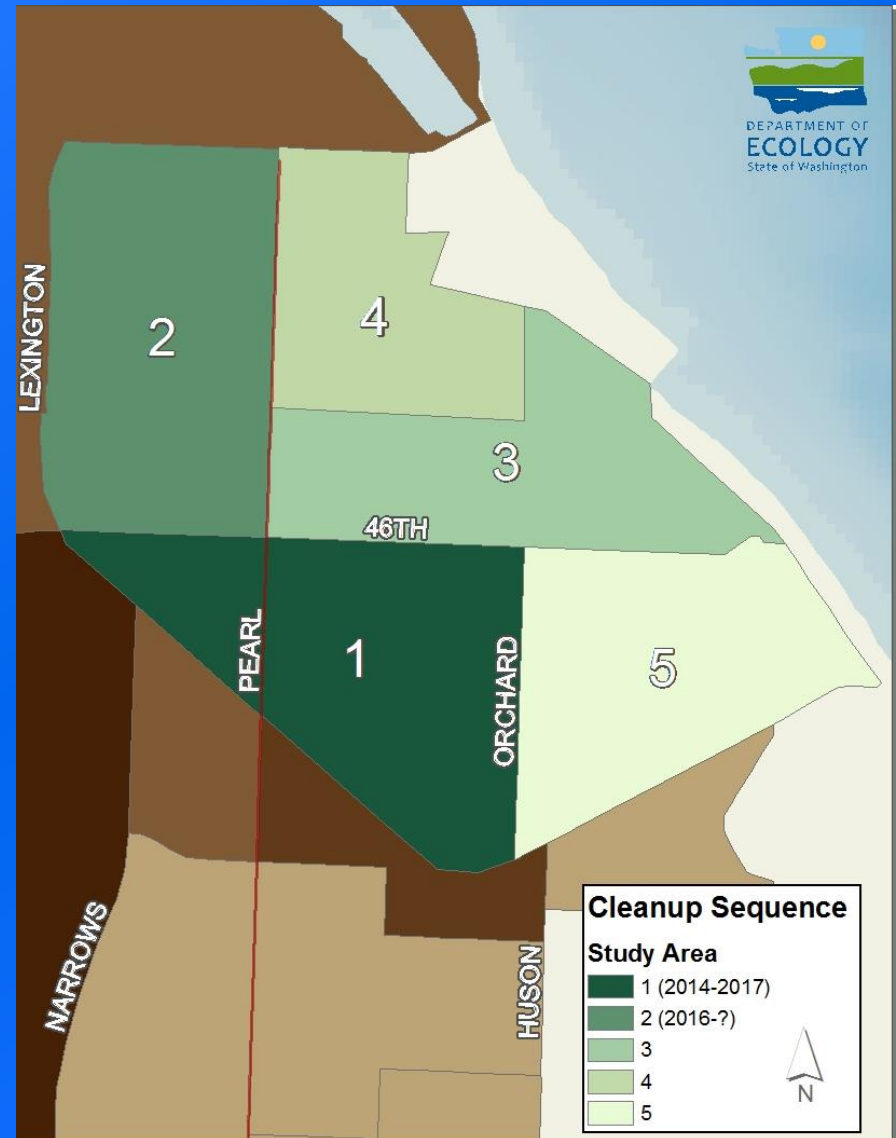 DEPARTMENT OF
ECOLOGY
State of Washington
LEXINGTON
2
4
3
46TH
PEARL
1
ORCHARD
5
NARROWS
HUSON
Cleanup Sequence
Study Area
1 (2014-2017)
2 (2016-?)
3
4
5
N